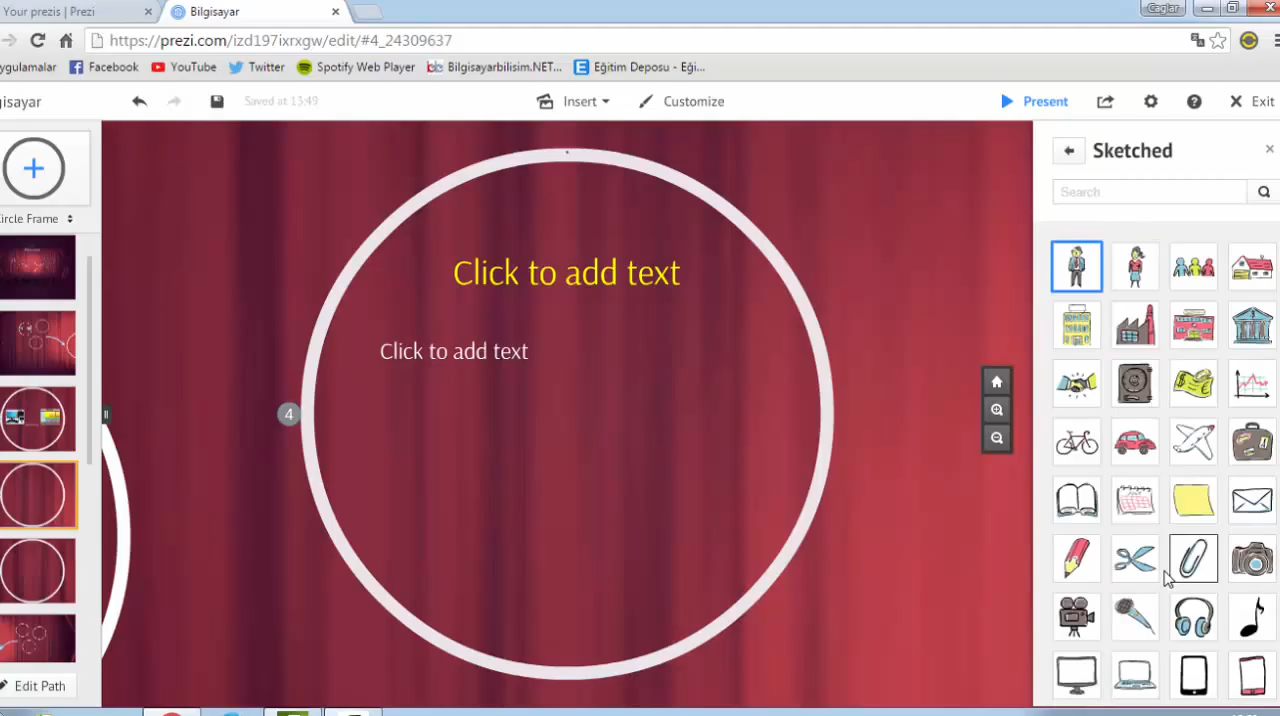 Your prezis | Prezi
Bilgisayar
Caglar
https://prezi.com/izd197ixrxgw/edit/#4_24309637
ygulamalar
Facebook
YouTube
Twitter
Spotify Web Player
Bilgisayarbilisim.NET...
Eğitim Deposu - Eği...
gisayar
Saved at 13:49
Insert
Customize
Present
Exit
Sketched
Search
ircle Frame
Click to add text
Click to add text
4
Edit Path